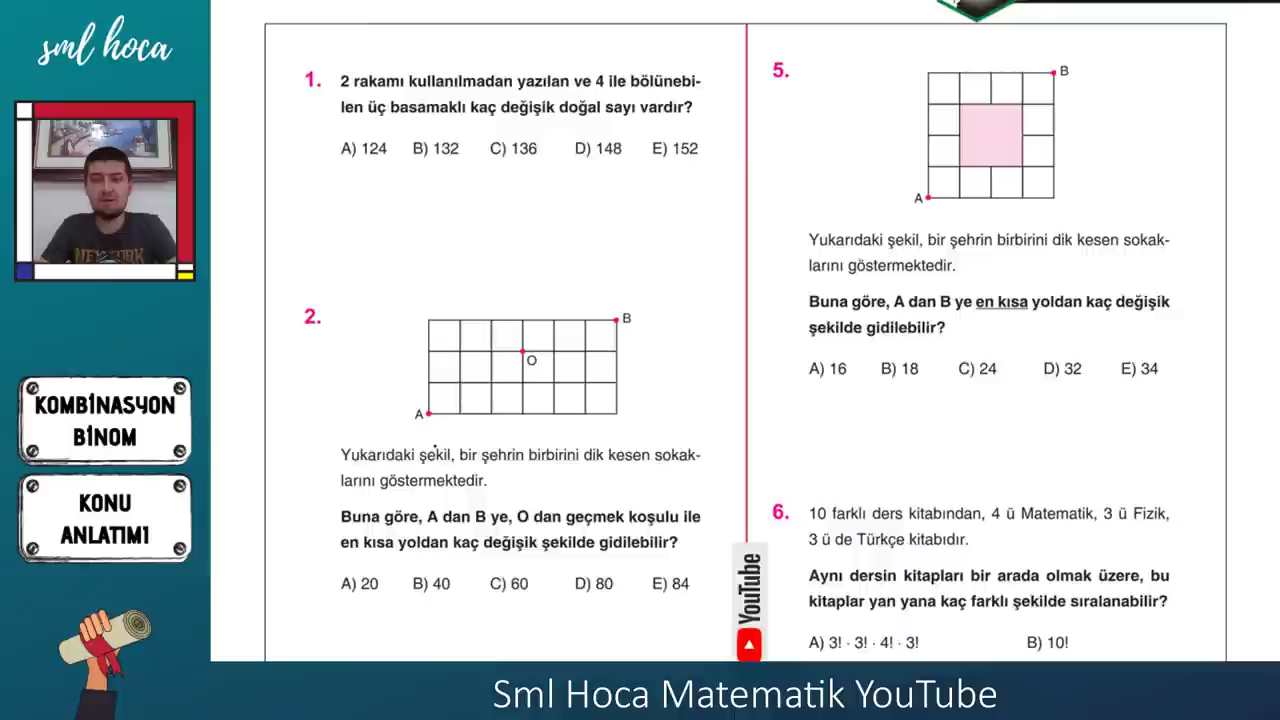 sml hoca
KOMBİNASYON
BİNOM
KONU
ANLATIMI
1.
2 rakamı kullanılmadan yazılan ve 4 ile bölünebi-
len üç basamaklı kaç değişik doğal sayı vardır?
A) 124 B) 132 C) 136 D) 148 E) 152
2.
B
O
A
Yukarıdaki şekil, bir şehrin birbirini dik kesen sokak-
larını göstermektedir.
Buna göre, A dan B ye, O dan geçmek koşulu ile
en kısa yoldan kaç değişik şekilde gidilebilir?
A) 20 B) 40 C) 60 D) 80 E) 84
YouTube
5.
B
A
Yukarıdaki şekil, bir şehrin birbirini dik kesen sokak-
larını göstermektedir.
Buna göre, A dan B ye en kısa yoldan kaç değişik
şekilde gidilebilir?
A) 16 B) 18 C) 24 D) 32 E) 34
6.
10 farklı ders kitabından, 4 ü Matematik, 3 ü Fizik,
3 ü de Türkçe kitabıdır.
Aynı dersin kitapları bir arada olmak üzere, bu
kitaplar yan yana kaç farklı şekilde sıralanabilir?
A) 3! · 3! · 4! · 3! B) 10!
Sml Hoca Matematik YouTube